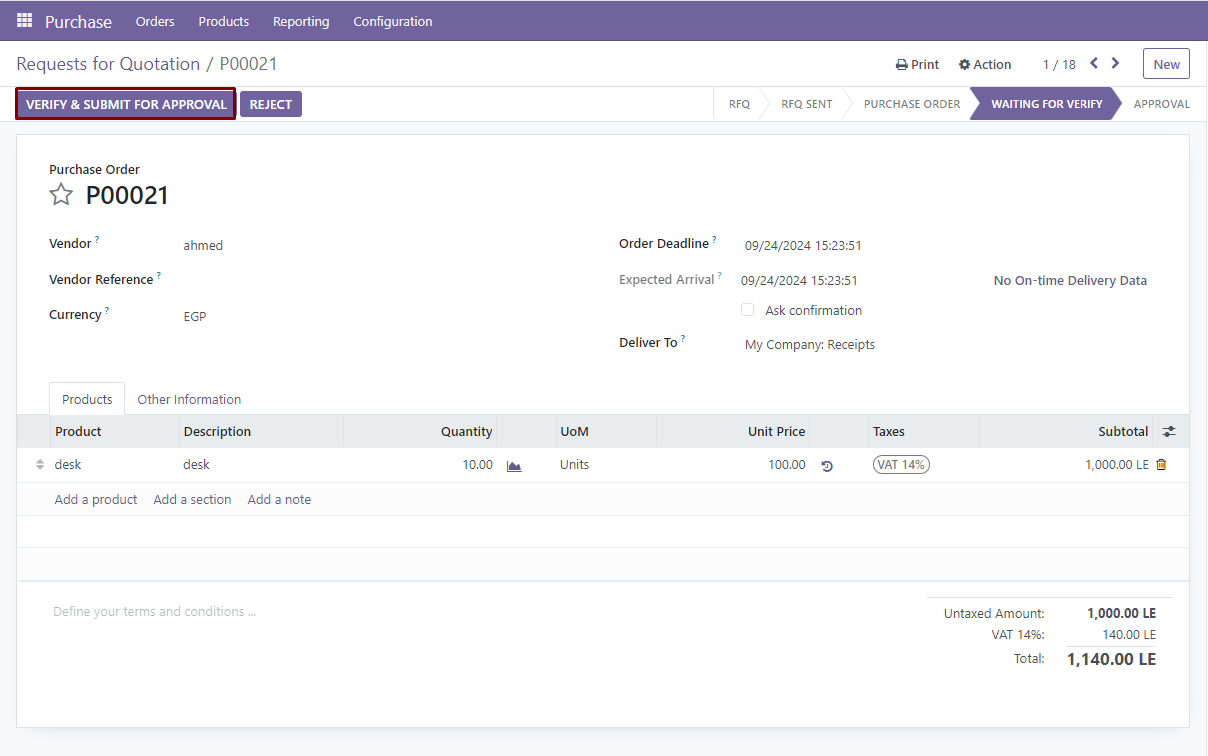 Purchase Orders Products Reporting Configuration
Requests for Quotation / P00021 Print Action 1 / 18 New
VERIFY & SUBMIT FOR APPROVAL REJECT RFQ RFQ SENT PURCHASE ORDER WAITING FOR VERIFY APPROVAL
Purchase Order
P00021
Vendor ? ahmed Order Deadline ? 09/24/2024 15:23:51
Vendor Reference ? Expected Arrival ? 09/24/2024 15:23:51 No On-time Delivery Data
Currency ? EGP Ask confirmation
Deliver To ? My Company: Receipts
Products Other Information
Product Description Quantity UoM Unit Price Taxes Subtotal
desk desk 10.00 Units 100.00 VAT 14% 1,000.00 LE
Add a product Add a section Add a note
Define your terms and conditions ... Untaxed Amount: 1,000.00 LE
VAT 14%: 140.00 LE
Total: 1,140.00 LE